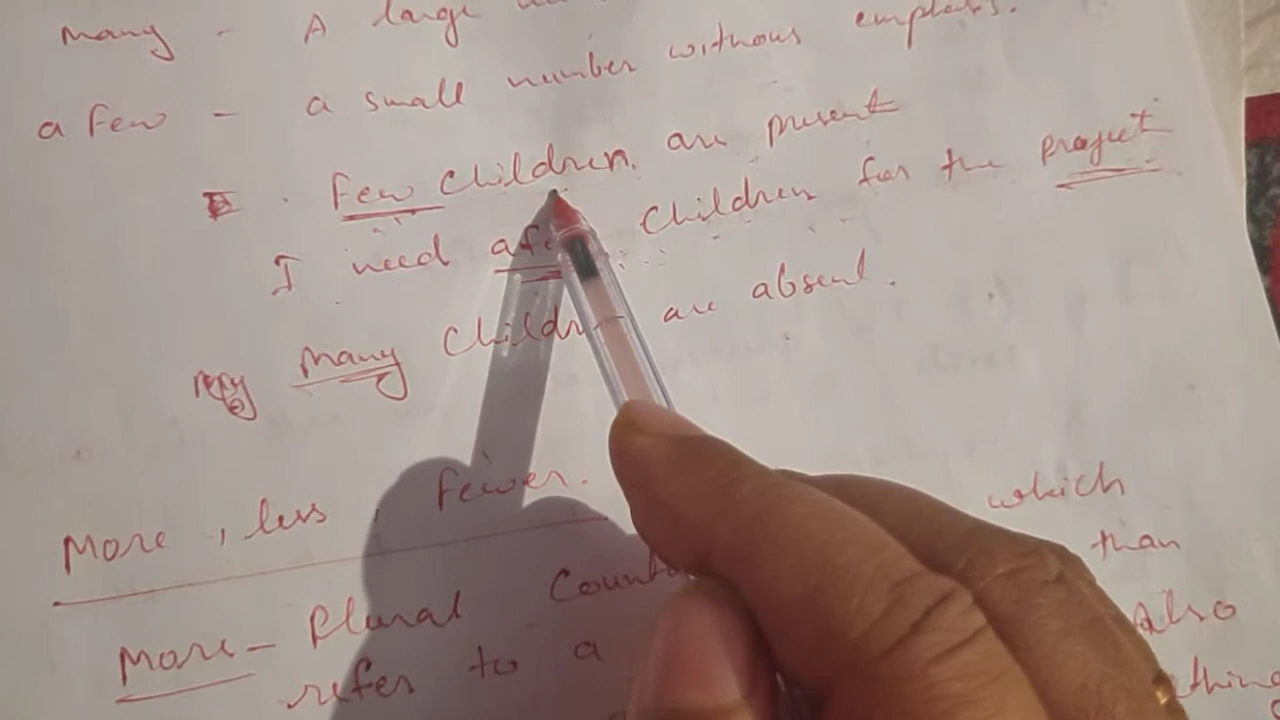 many - A large
a few - a small number without emphasis.
Few children. are present
I need a few children for the project
Many children are absent.
More, less, fewer.
which
More - Plural Count than
refer to a Also